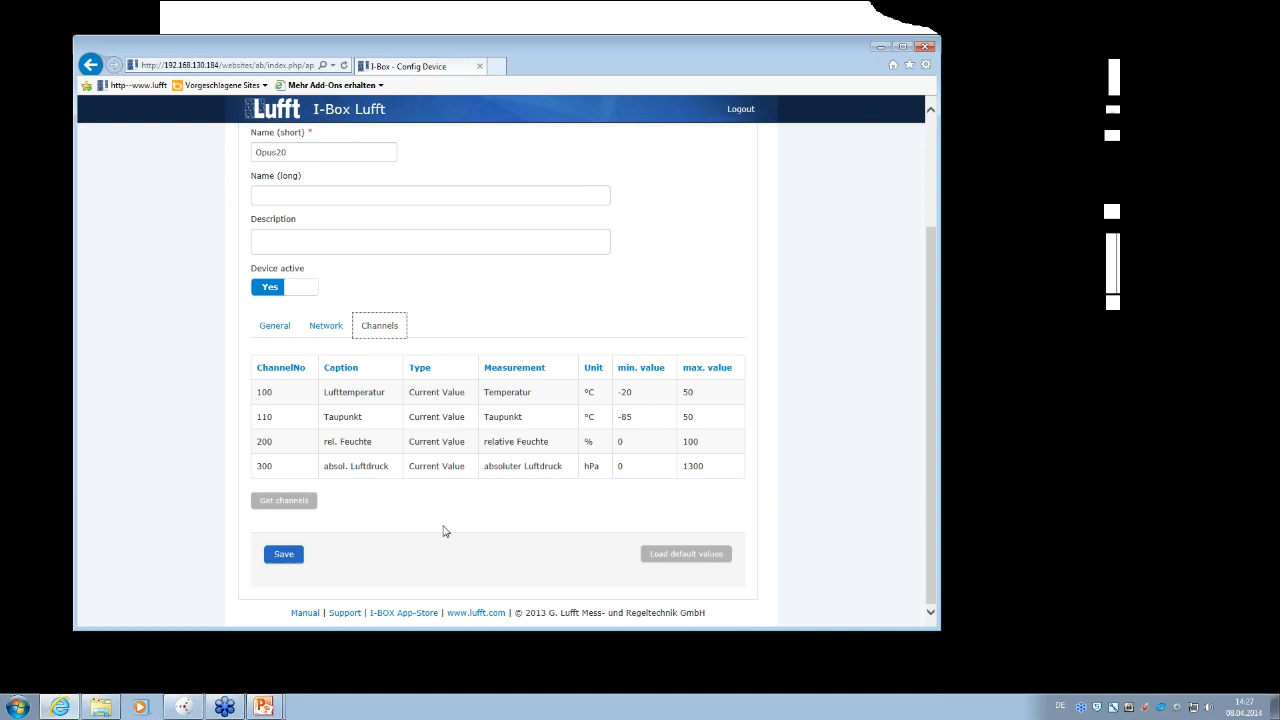 http://192.168.130.184/websites/ab/index.php/ap
I-Box - Config Device
http--www.lufft
Vorgeschlagene Sites
Mehr Add-Ons erhalten
Lufft I-Box Lufft
Logout
Name (short) *
Opus20
Name (long)
Description
Device active
Yes
General Network Channels
ChannelNo Caption Type Measurement Unit min. value max. value
100 Lufttemperatur Current Value Temperatur °C -20 50
110 Taupunkt Current Value Taupunkt °C -85 50
200 rel. Feuchte Current Value relative Feuchte % 0 100
300 absol. Luftdruck Current Value absoluter Luftdruck hPa 0 1300
Get channels
Save
Load default values
Manual | Support | I-BOX App-Store | www.lufft.com | © 2013 G. Lufft Mess- und Regeltechnik GmbH
DE
14:27
08.04.2014